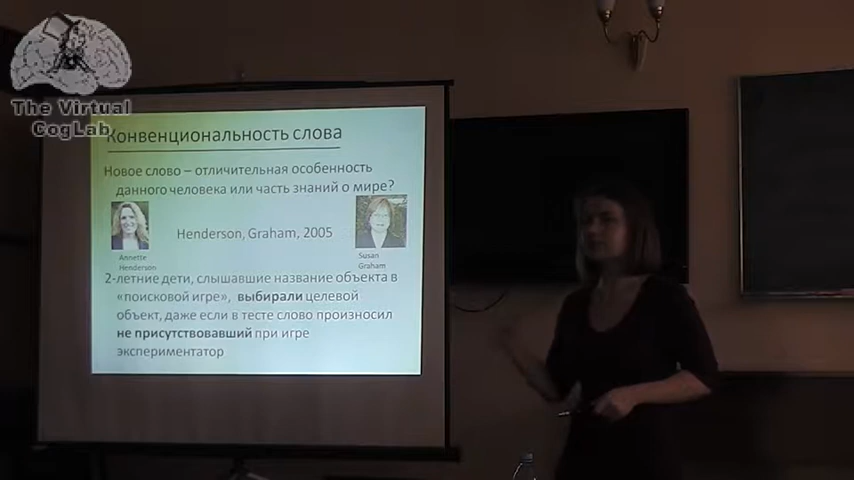 The Virtual
CogLab
Конвенциональность слова
Новое слово – отличительная особенность
данного человека или часть знаний о мире?
Henderson, Graham, 2005
Annette
Henderson
Susan
Graham
2-летние дети, слышавшие название объекта в
«поисковой игре», выбирали целевой
объект, даже если в тесте слово произносил
не присутствовавший при игре
экспериментатор